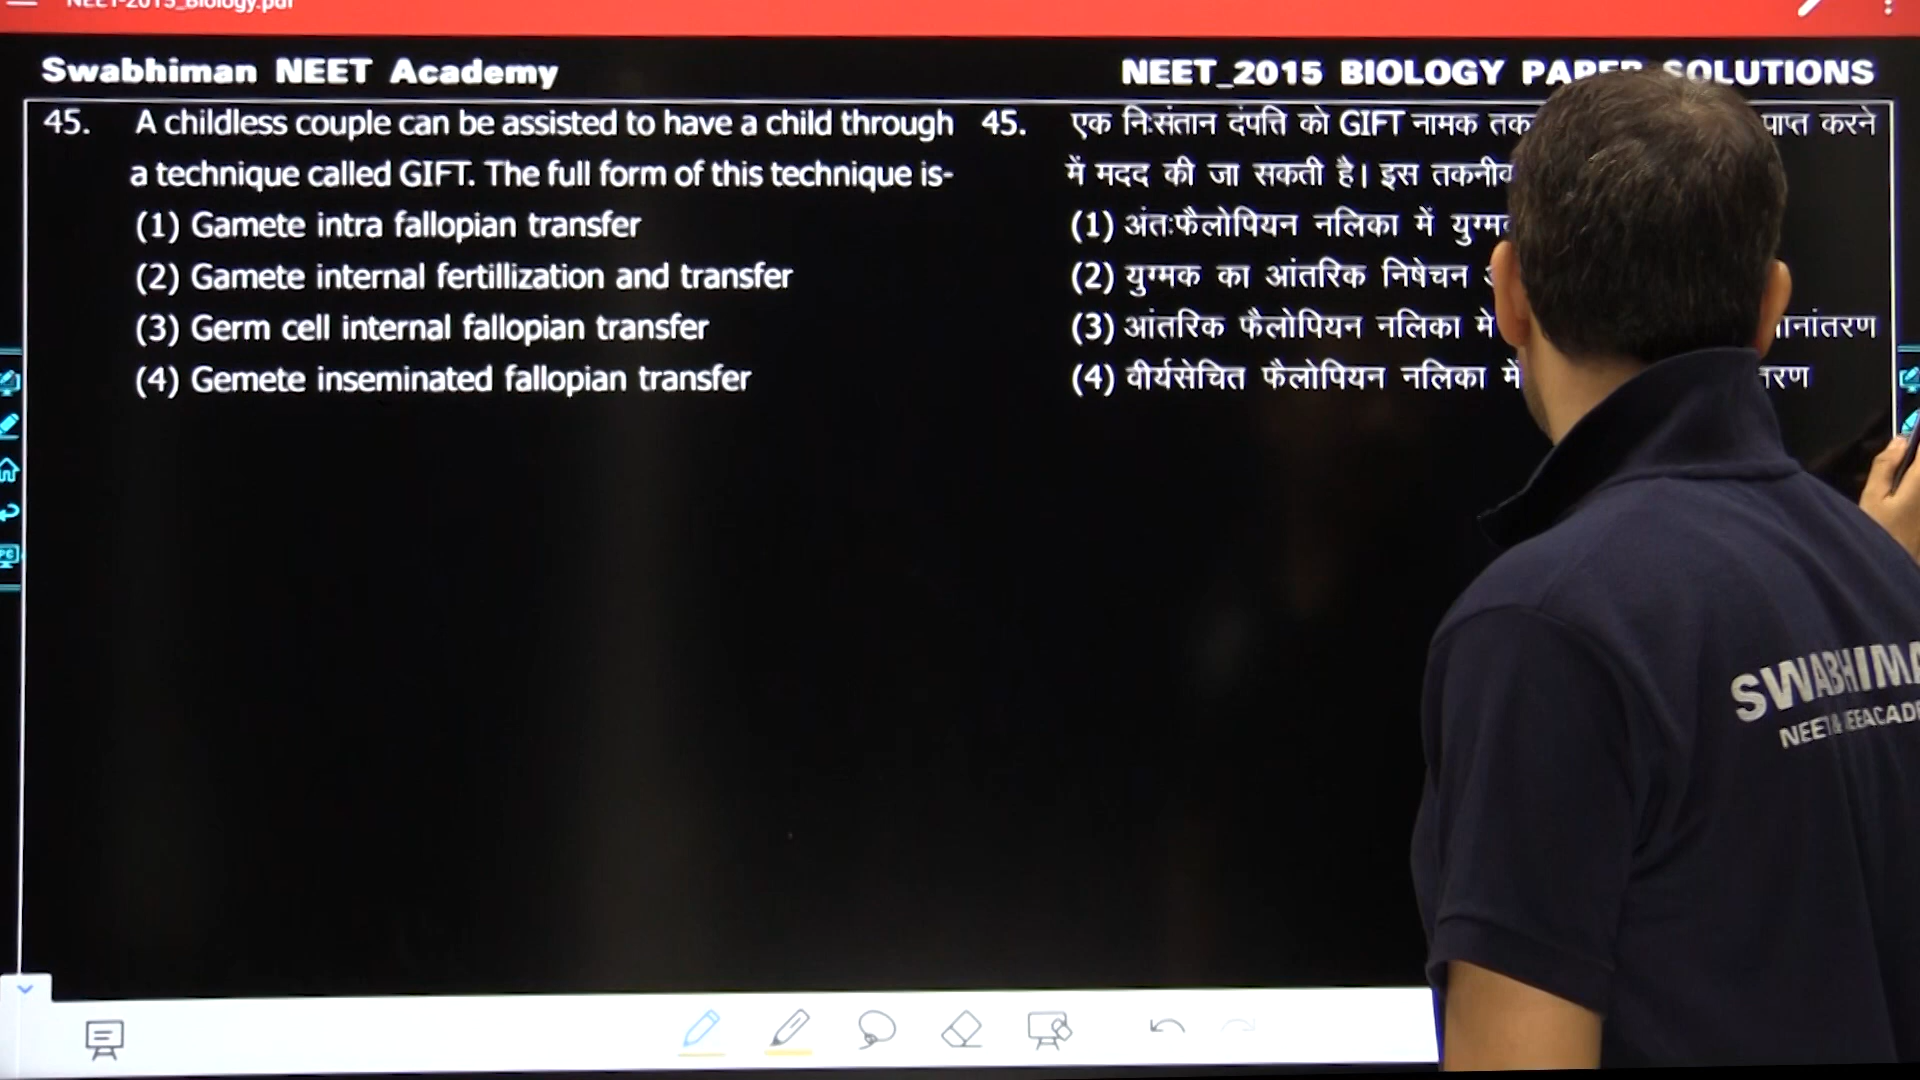 Swabhiman NEET Academy
NEET_2015 BIOLOGY PAPER SOLUTIONS
45. A childless couple can be assisted to have a child through
a technique called GIFT. The full form of this technique is-
(1) Gamete intra fallopian transfer
(2) Gamete internal fertillization and transfer
(3) Germ cell internal fallopian transfer
(4) Gemete inseminated fallopian transfer
45. एक निःसंतान दंपत्ति को GIFT नामक करने
में मदद की जा सकती है। इस
(1) अंतःफैलोपियन नलिका में
(2) युग्मक का आंतरिक निषेचन
(3) आंतरिक फैलोपियन नलिका मे
(4) वीर्यसेचित फैलोपियन नलिका में